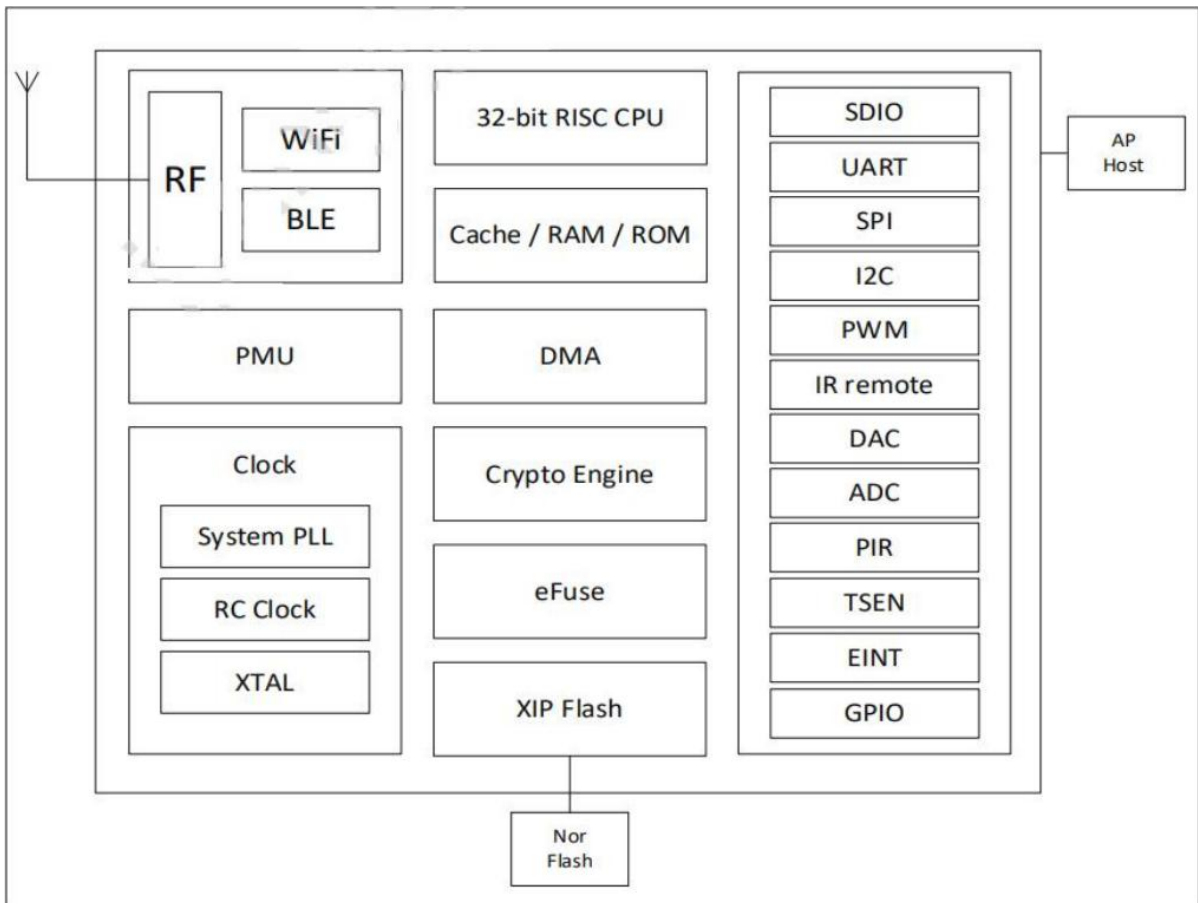 RF
WiFi
BLE
PMU
Clock
System PLL
RC Clock
XTAL
32-bit RISC CPU
Cache / RAM / ROM
DMA
Crypto Engine
eFuse
XIP Flash
SDIO
UART
SPI
I2C
PWM
IR remote
DAC
ADC
PIR
TSEN
EINT
GPIO
AP
Host
Nor
Flash